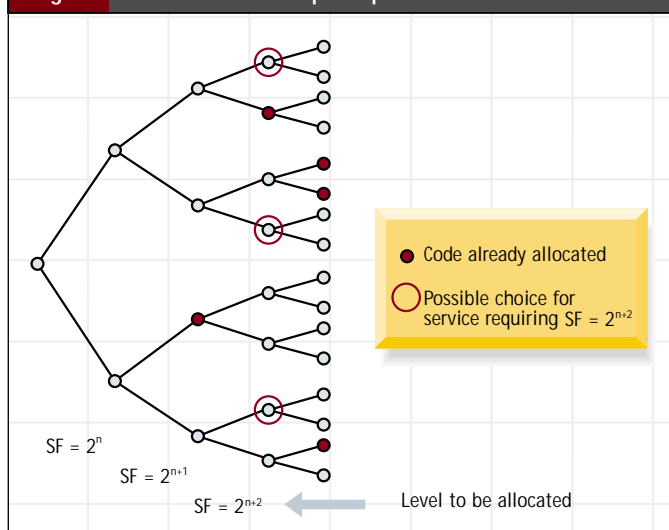 Code already allocated
Possible choice for
service requiring SF = 2ⁿ⁺²
SF = 2ⁿ
SF = 2ⁿ⁺¹
SF = 2ⁿ⁺²
Level to be allocated